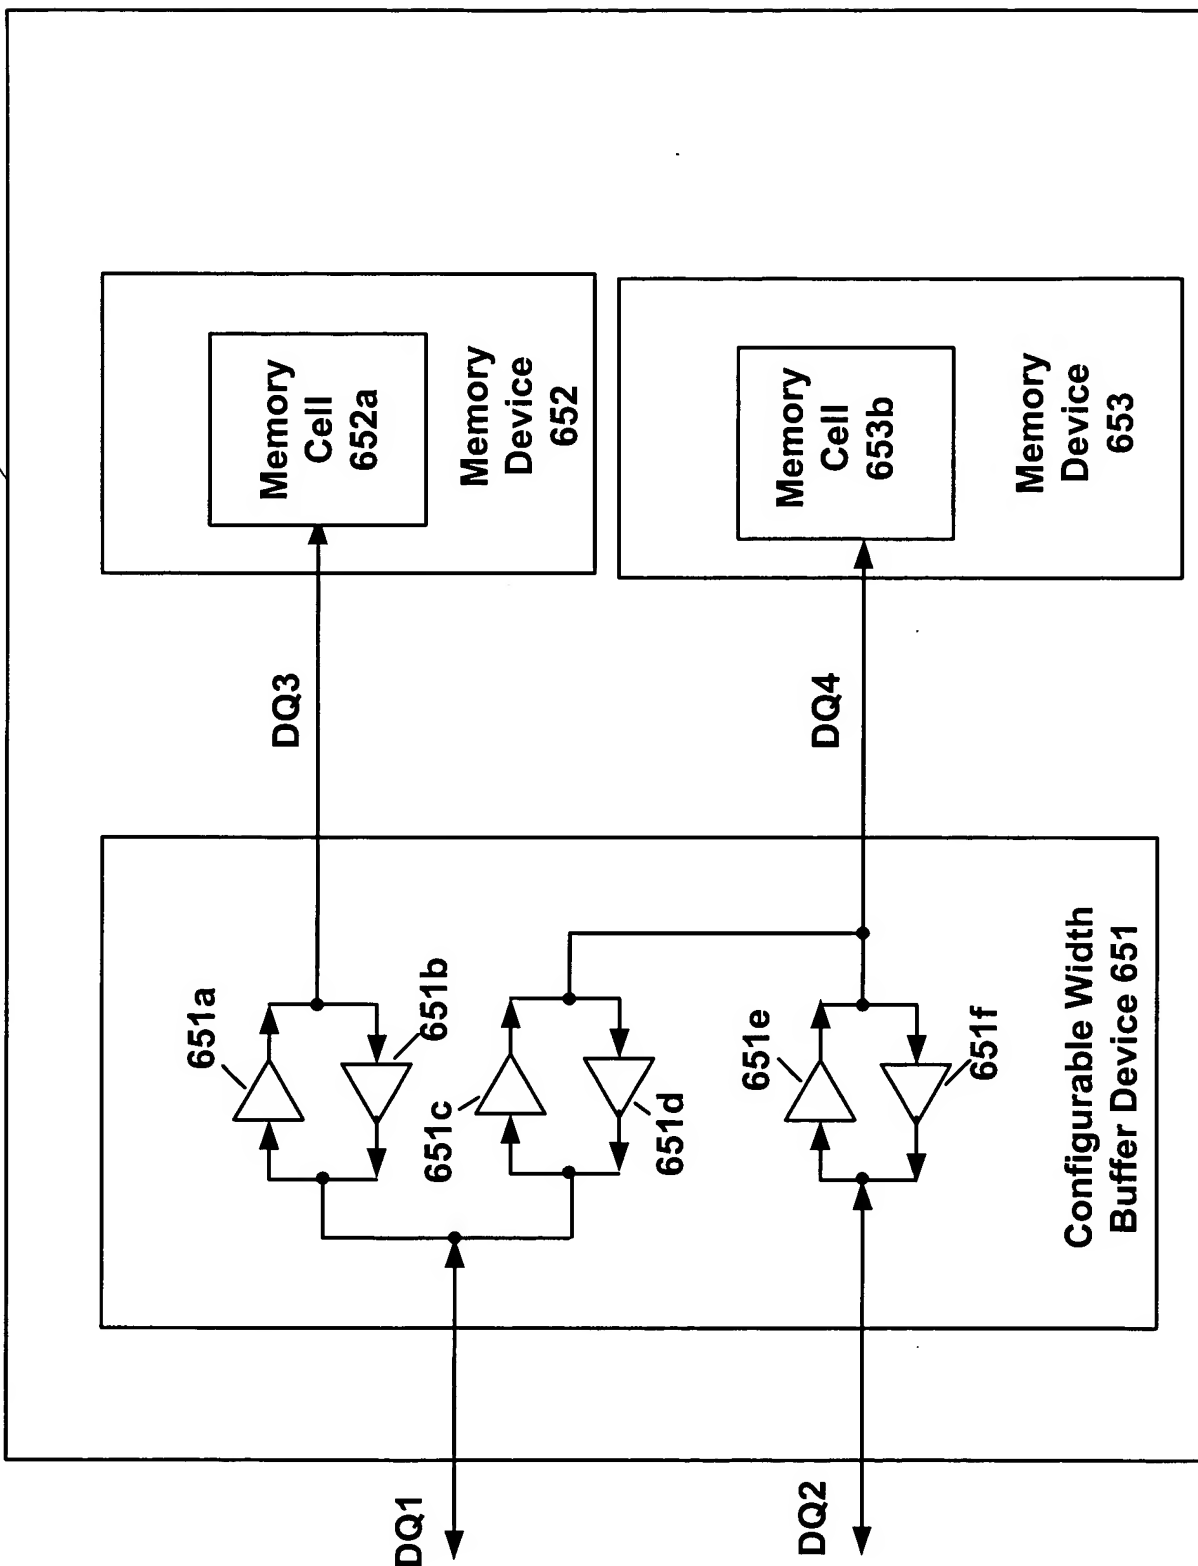 DQ1
DQ2
651a
651b
651c
651d
651e
651f
Configurable Width
Buffer Device 651
DQ3
DQ4
Memory
Cell
652a
Memory
Device
652
Memory
Cell
653b
Memory
Device
653